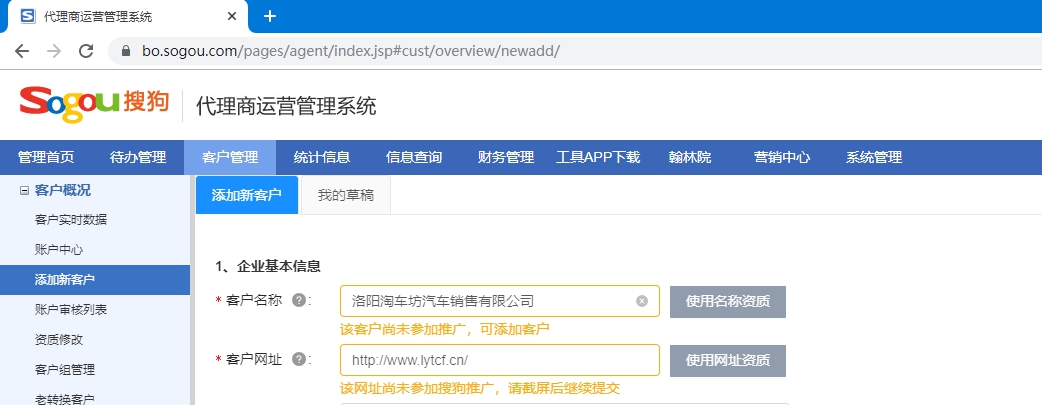 代理商运营管理系统
bo.sogou.com/pages/agent/index.jsp#cust/overview/newadd/
Sogou搜狗 代理商运营管理系统
管理首页 待办管理 客户管理 统计信息 信息查询 财务管理 工具APP下载 翰林院 营销中心 系统管理
客户概况
客户实时数据
账户中心
添加新客户
账户审核列表
资质修改
客户组管理
老转换客户
添加新客户 我的草稿
1、企业基本信息
* 客户名称 ? : 洛阳淘车坊汽车销售有限公司 使用名称资质
该客户尚未参加推广，可添加客户
* 客户网址 ? : http://www.lytcf.cn/ 使用网址资质
该网址尚未参加搜狗推广，请截屏后继续提交